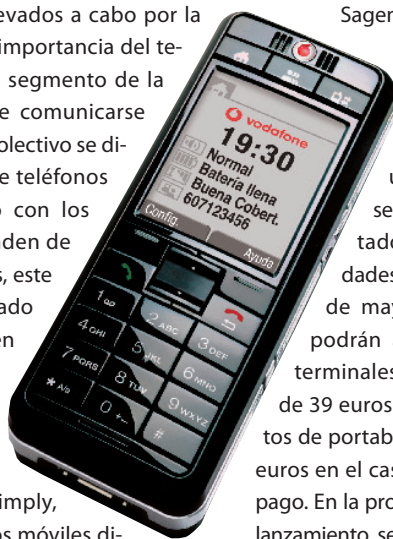 evados a cabo por la
importancia del te-
segmento de la
e comunicarse
olectivo se di-
e teléfonos
con los
nden de
s, este
ado
en
imply,
os móviles di-
Sagem
u
se
tado
dades
de may
podrán
terminales
de 39 euros
tos de portab
euros en el cas
pago. En la pro
lanzamiento se
vodafone
19:30
Normal
Batería llena
Buena Cobert.
607123456
Config.
Ayuda
1
2 ABC
3 DEF
4 GHI
5 JKL
6 MNO
7 PQRS
8 TUV
9 WXYZ
* A/a
0 +
#